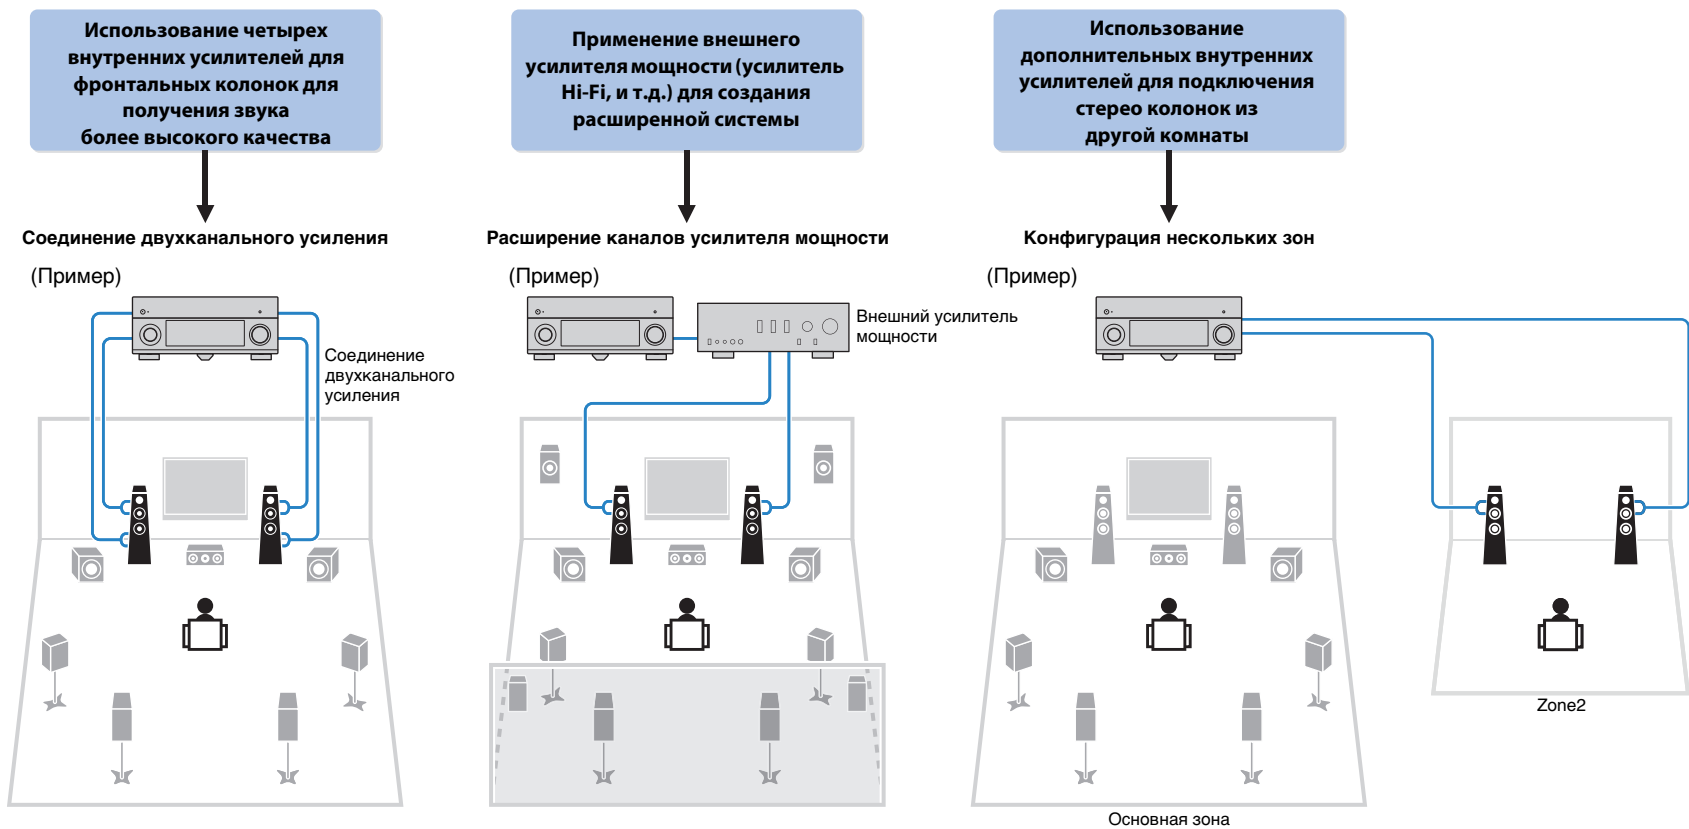 Использование четырех
внутренних усилителей для
фронтальных колонок для
получения звука
более высокого качества
Соединение двухканального усиления
(Пример)
Соединение
двухканального
усиления
Применение внешнего
усилителя мощности (усилитель
Hi-Fi, и т.д.) для создания
расширенной системы
Расширение каналов усилителя мощности
(Пример)
Внешний усилитель
мощности
Использование
дополнительных внутренних
усилителей для подключения
стерео колонок из
другой комнаты
Конфигурация нескольких зон
(Пример)
Zone2
Основная зона